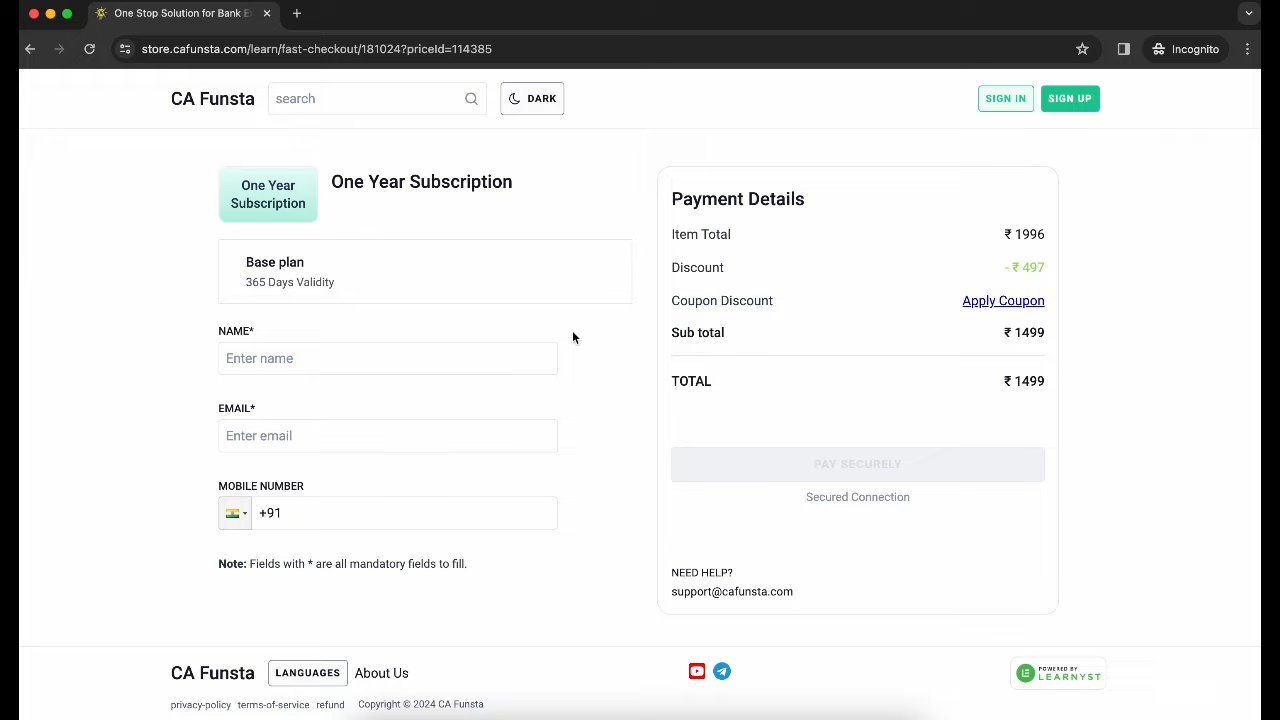 One Stop Solution for Bank E
store.cafunsta.com/learn/fast-checkout/181024?priceId=114385
Incognito
CA Funsta
search
DARK
SIGN IN
SIGN UP
One Year
Subscription
One Year Subscription
Base plan
365 Days Validity
NAME*
Enter name
EMAIL*
Enter email
MOBILE NUMBER
+91
Note: Fields with * are all mandatory fields to fill.
Payment Details
Item Total ₹ 1996
Discount - ₹ 497
Coupon Discount Apply Coupon
Sub total ₹ 1499
TOTAL ₹ 1499
PAY SECURELY
Secured Connection
NEED HELP?
support@cafunsta.com
CA Funsta
LANGUAGES
About Us
POWERED BY
LEARNYST
privacy-policy terms-of-service refund Copyright © 2024 CA Funsta